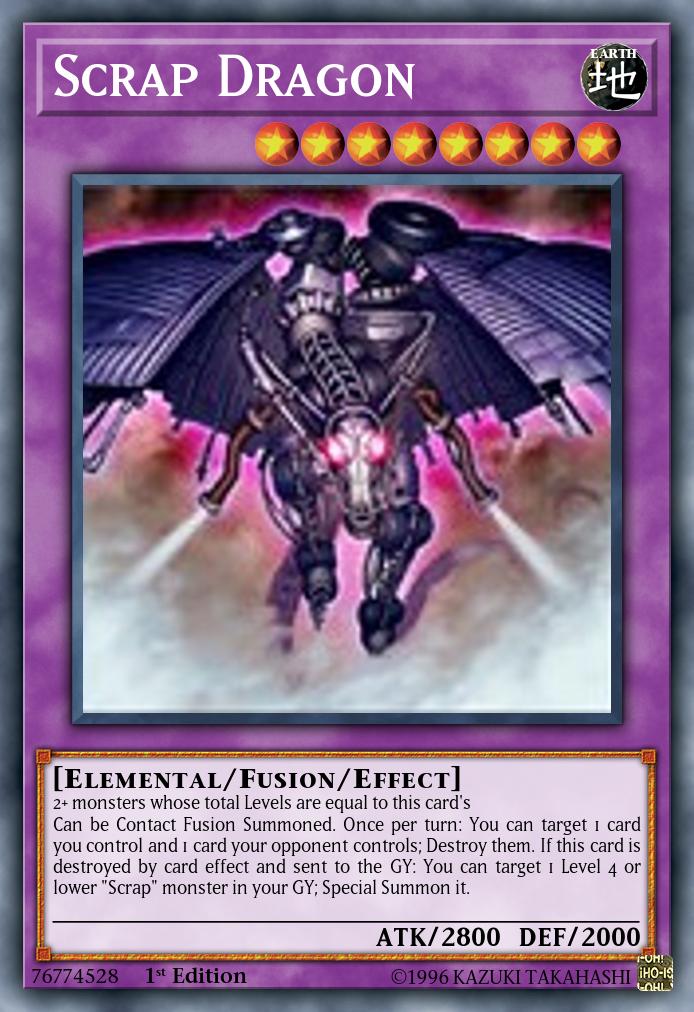 Scrap Dragon
EARTH
地
[Elemental/Fusion/Effect]
2+ monsters whose total Levels are equal to this card's
Can be Contact Fusion Summoned. Once per turn: You can target 1 card
you control and 1 card your opponent controls; Destroy them. If this card is
destroyed by card effect and sent to the GY: You can target 1 Level 4 or
lower "Scrap" monster in your GY; Special Summon it.
ATK/2800 DEF/2000
76774528 1st Edition ©1996 KAZUKI TAKAHASHI